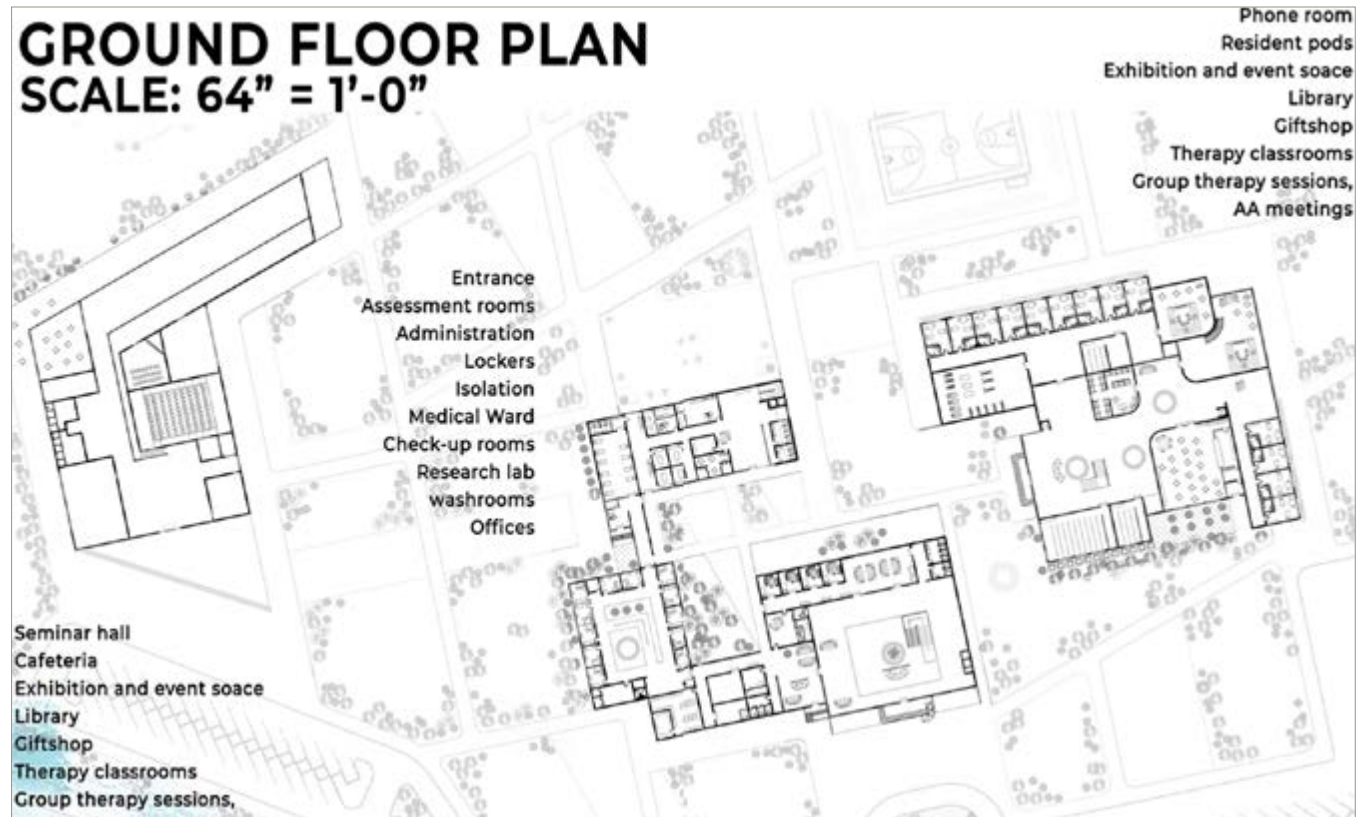 GROUND FLOOR PLAN
SCALE: 64” = 1’-0”
Phone room
Resident pods
Exhibition and event soace
Library
Giftshop
Therapy classrooms
Group therapy sessions,
AA meetings
Entrance
Assessment rooms
Administration
Lockers
Isolation
Medical Ward
Check-up rooms
Research lab
washrooms
Offices
Seminar hall
Cafeteria
Exhibition and event soace
Library
Giftshop
Therapy classrooms
Group therapy sessions,